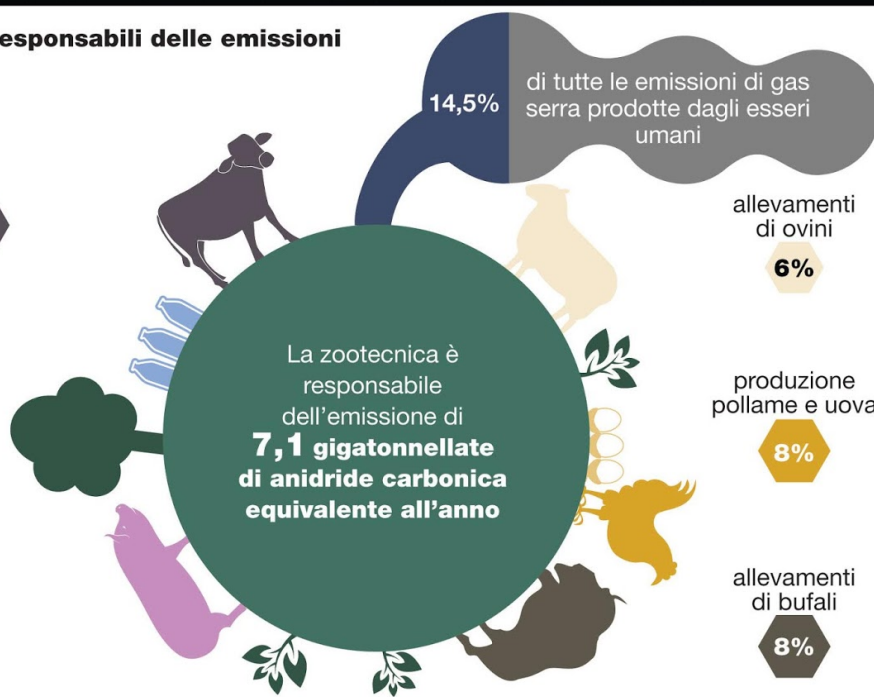 esponsabili delle emissioni
14,5%
di tutte le emissioni di gas
serra prodotte dagli esseri
umani
allevamenti
di ovini
6%
La zootecnica è
responsabile
dell'emissione di
7,1 gigatonnellate
di anidride carbonica
equivalente all'anno
produzione
pollame e uova
8%
allevamenti
di bufali
8%